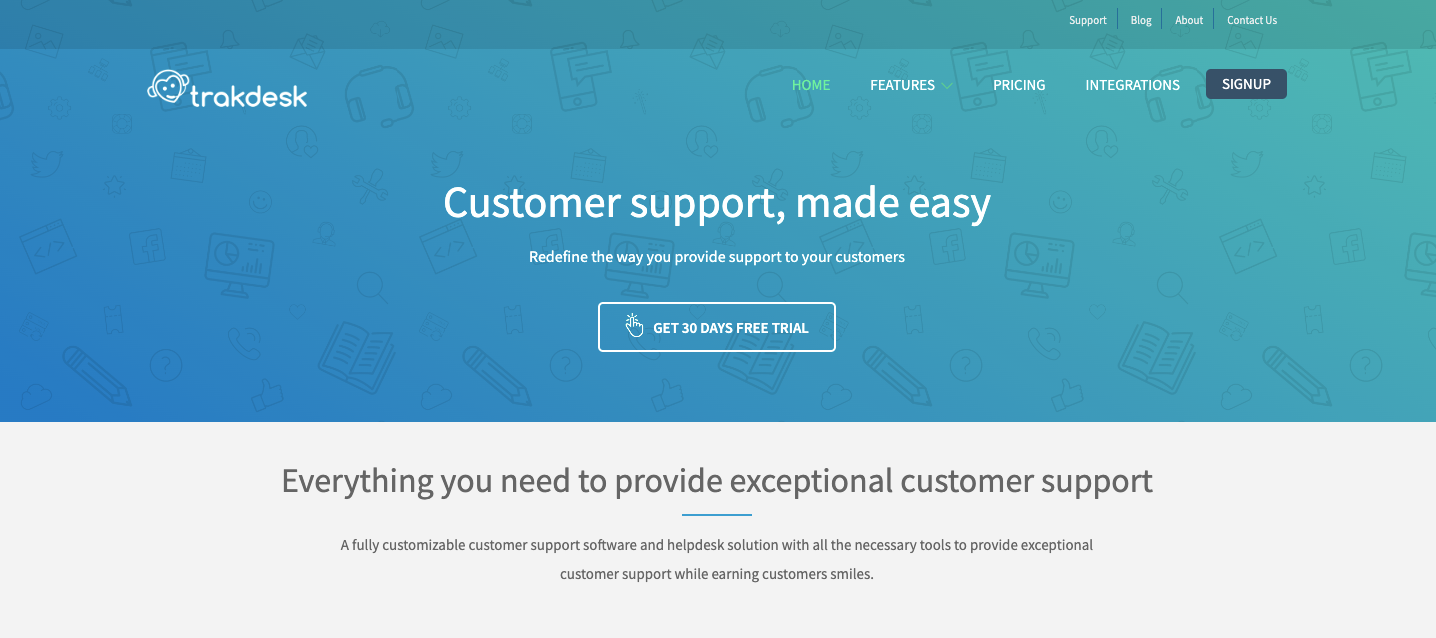 Support
Blog
About
Contact Us
trakdesk
HOME
FEATURES
PRICING
INTEGRATIONS
SIGNUP
Customer support, made easy
Redefine the way you provide support to your customers
GET 30 DAYS FREE TRIAL
Everything you need to provide exceptional customer support
A fully customizable customer support software and helpdesk solution with all the necessary tools to provide exceptional
customer support while earning customers smiles.